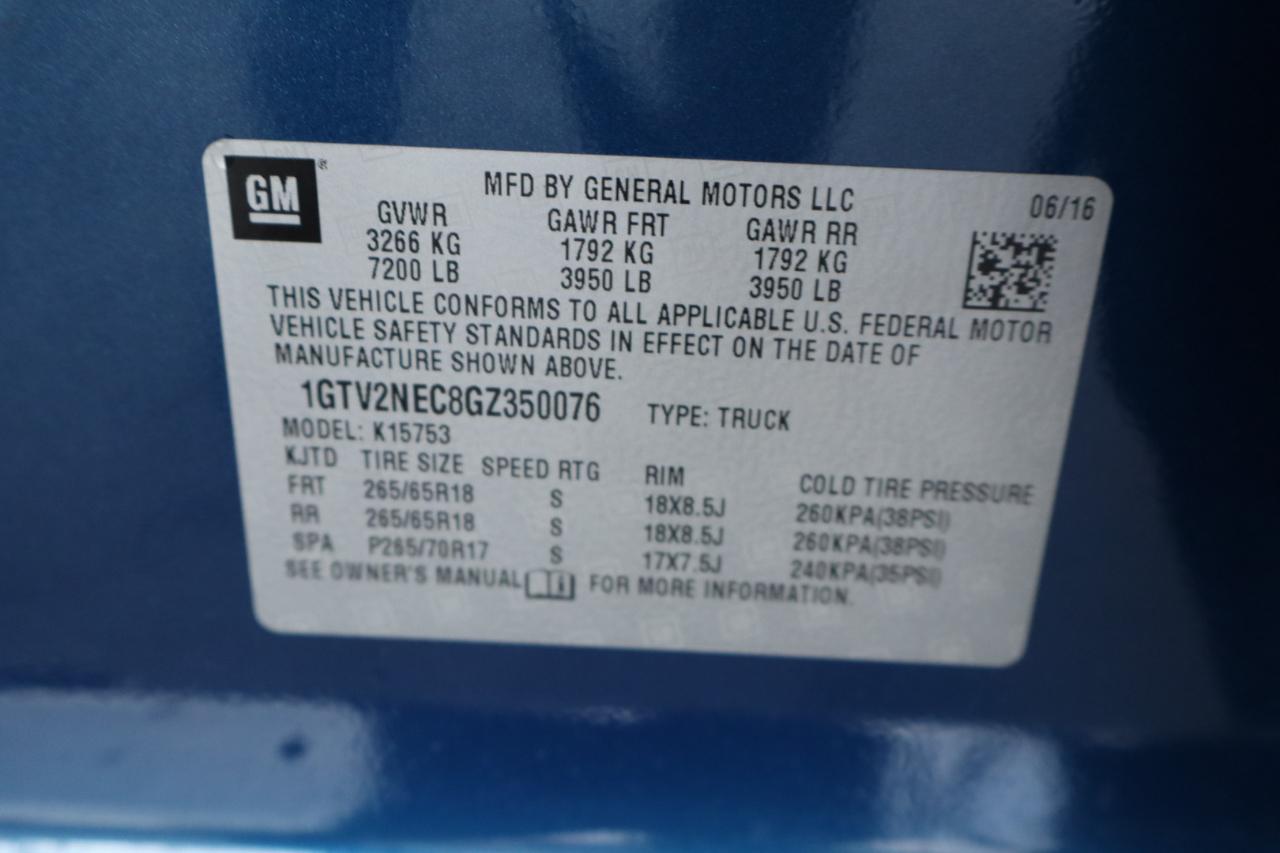 GM ®
MFD BY GENERAL MOTORS LLC
06/16
GVWR GAWR FRT GAWR RR
3266 KG 1792 KG 1792 KG
7200 LB 3950 LB 3950 LB
THIS VEHICLE CONFORMS TO ALL APPLICABLE U.S. FEDERAL MOTOR
VEHICLE SAFETY STANDARDS IN EFFECT ON THE DATE OF
MANUFACTURE SHOWN ABOVE.
1GTV2NEC8GZ350076 TYPE: TRUCK
MODEL: K15753
KJTD TIRE SIZE SPEED RTG RIM COLD TIRE PRESSURE
FRT 265/65R18 S 18X8.5J 260KPA(38PSI)
RR 265/65R18 S 18X8.5J 260KPA(38PSI)
SPA P265/70R17 S 17X7.5J 240KPA(35PSI)
SEE OWNER'S MANUAL FOR MORE INFORMATION.